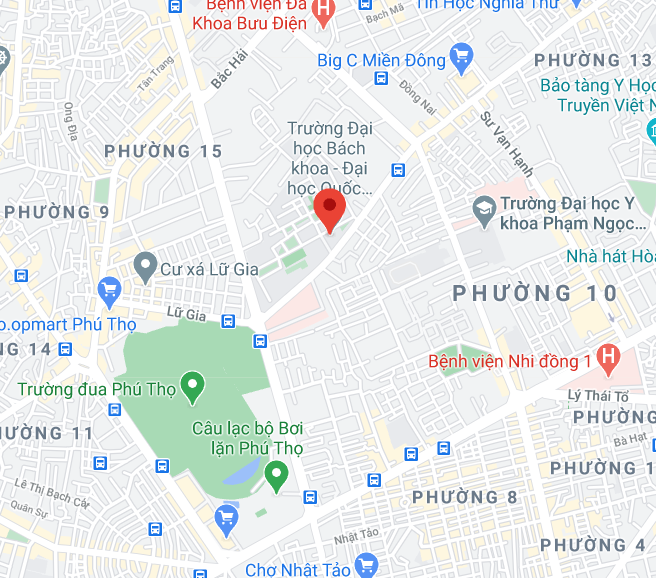 Bệnh viện Đa
Khoa Bưu Điện
Bạch Mã
Tin Học Nghĩa Thư
Big C Miền Đông
PHƯỜNG 13
Bảo tàng Y Học
Truyền Việt N
Bắc Hải
Tân Trang
Đồng Nai
Ông Địa
Sư Vạn Hạnh
Trường Đại
học Bách
khoa - Đại
học Quốc...
PHƯỜNG 15
PHƯỜNG 9
Trường Đại học Y
khoa Phạm Ngọc...
Nhà hát Hòa
Cư xá Lữ Gia
PHƯỜNG 10
Lữ Gia
o.opmart Phú Thọ
NG 14
Bệnh viện Nhi đồng 1
Trường đua Phú Thọ
Lý Thái Tổ
PHƯỜNG
Câu lạc bộ Bơi
lặn Phú Thọ
ƯỜNG 11
Bà Hạt
PHƯỜNG 1
Lê Thị Bạch Cát
Quân Sự
PHƯỜNG 8
Nhật Tảo
PHƯỜNG 4
Chợ Nhật Tảo